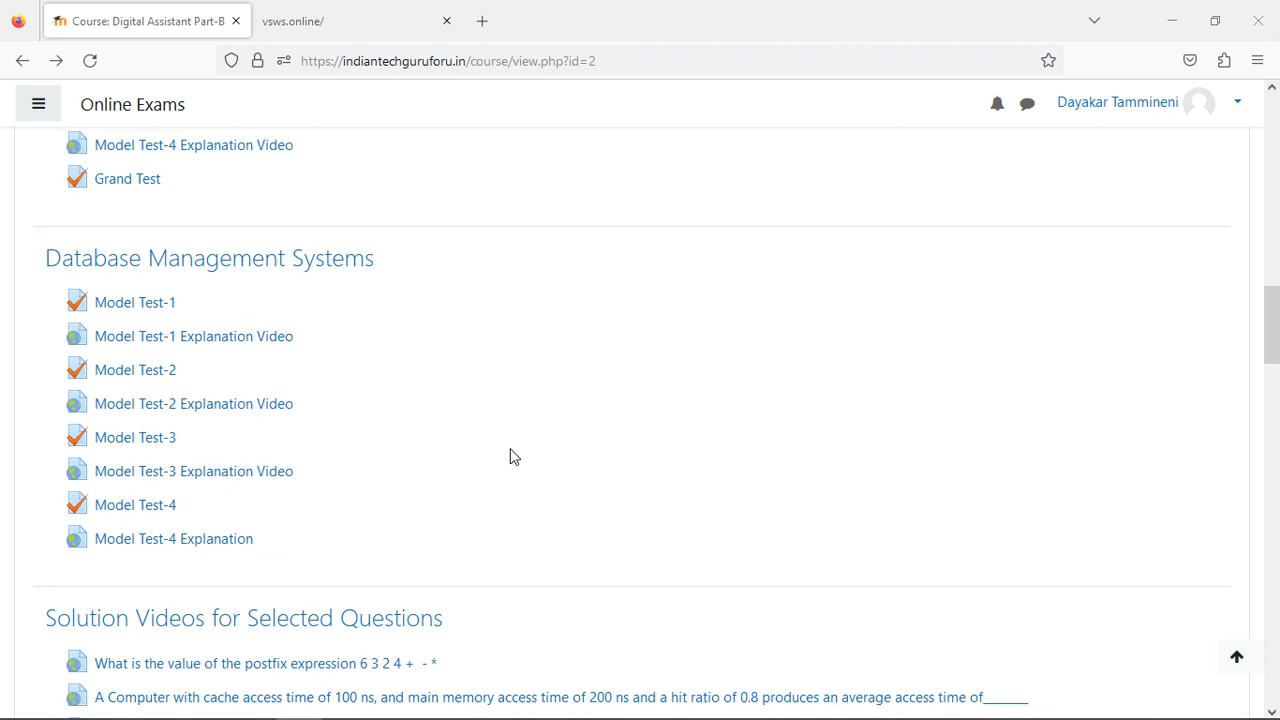 Course: Digital Assistant Part-B
vsws.online/
https://indiantechguruforu.in/course/view.php?id=2
Online Exams
Dayakar Tammineni
Model Test-4 Explanation Video
Grand Test
Database Management Systems
Model Test-1
Model Test-1 Explanation Video
Model Test-2
Model Test-2 Explanation Video
Model Test-3
Model Test-3 Explanation Video
Model Test-4
Model Test-4 Explanation
Solution Videos for Selected Questions
What is the value of the postfix expression 6 3 2 4 + - *
A Computer with cache access time of 100 ns, and main memory access time of 200 ns and a hit ratio of 0.8 produces an average access time of______